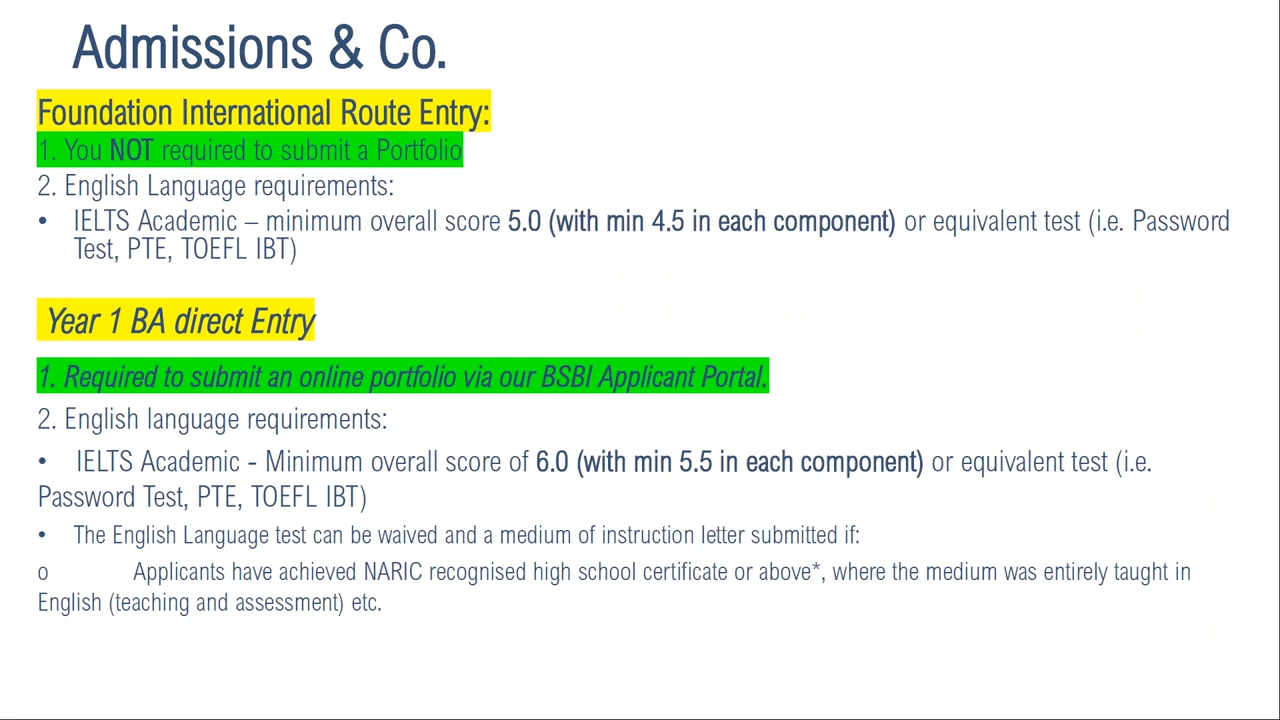 Admissions & Co.
Foundation International Route Entry:
1. You NOT required to submit a Portfolio
2. English Language requirements:
• IELTS Academic – minimum overall score 5.0 (with min 4.5 in each component) or equivalent test (i.e. Password
Test, PTE, TOEFL IBT)
Year 1 BA direct Entry
1. Required to submit an online portfolio via our BSBI Applicant Portal.
2. English language requirements:
• IELTS Academic - Minimum overall score of 6.0 (with min 5.5 in each component) or equivalent test (i.e.
Password Test, PTE, TOEFL IBT)
• The English Language test can be waived and a medium of instruction letter submitted if:
o Applicants have achieved NARIC recognised high school certificate or above*, where the medium was entirely taught in
English (teaching and assessment) etc.